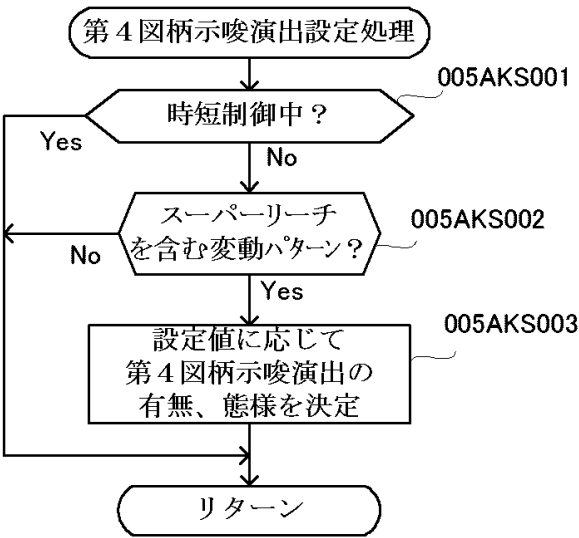 第４図柄示唆演出設定処理
005AKS001
時短制御中？
Yes
No
スーパーリーチ
を含む変動パターン？
005AKS002
No
Yes
005AKS003
設定値に応じて
第４図柄示唆演出の
有無、態様を決定
リターン